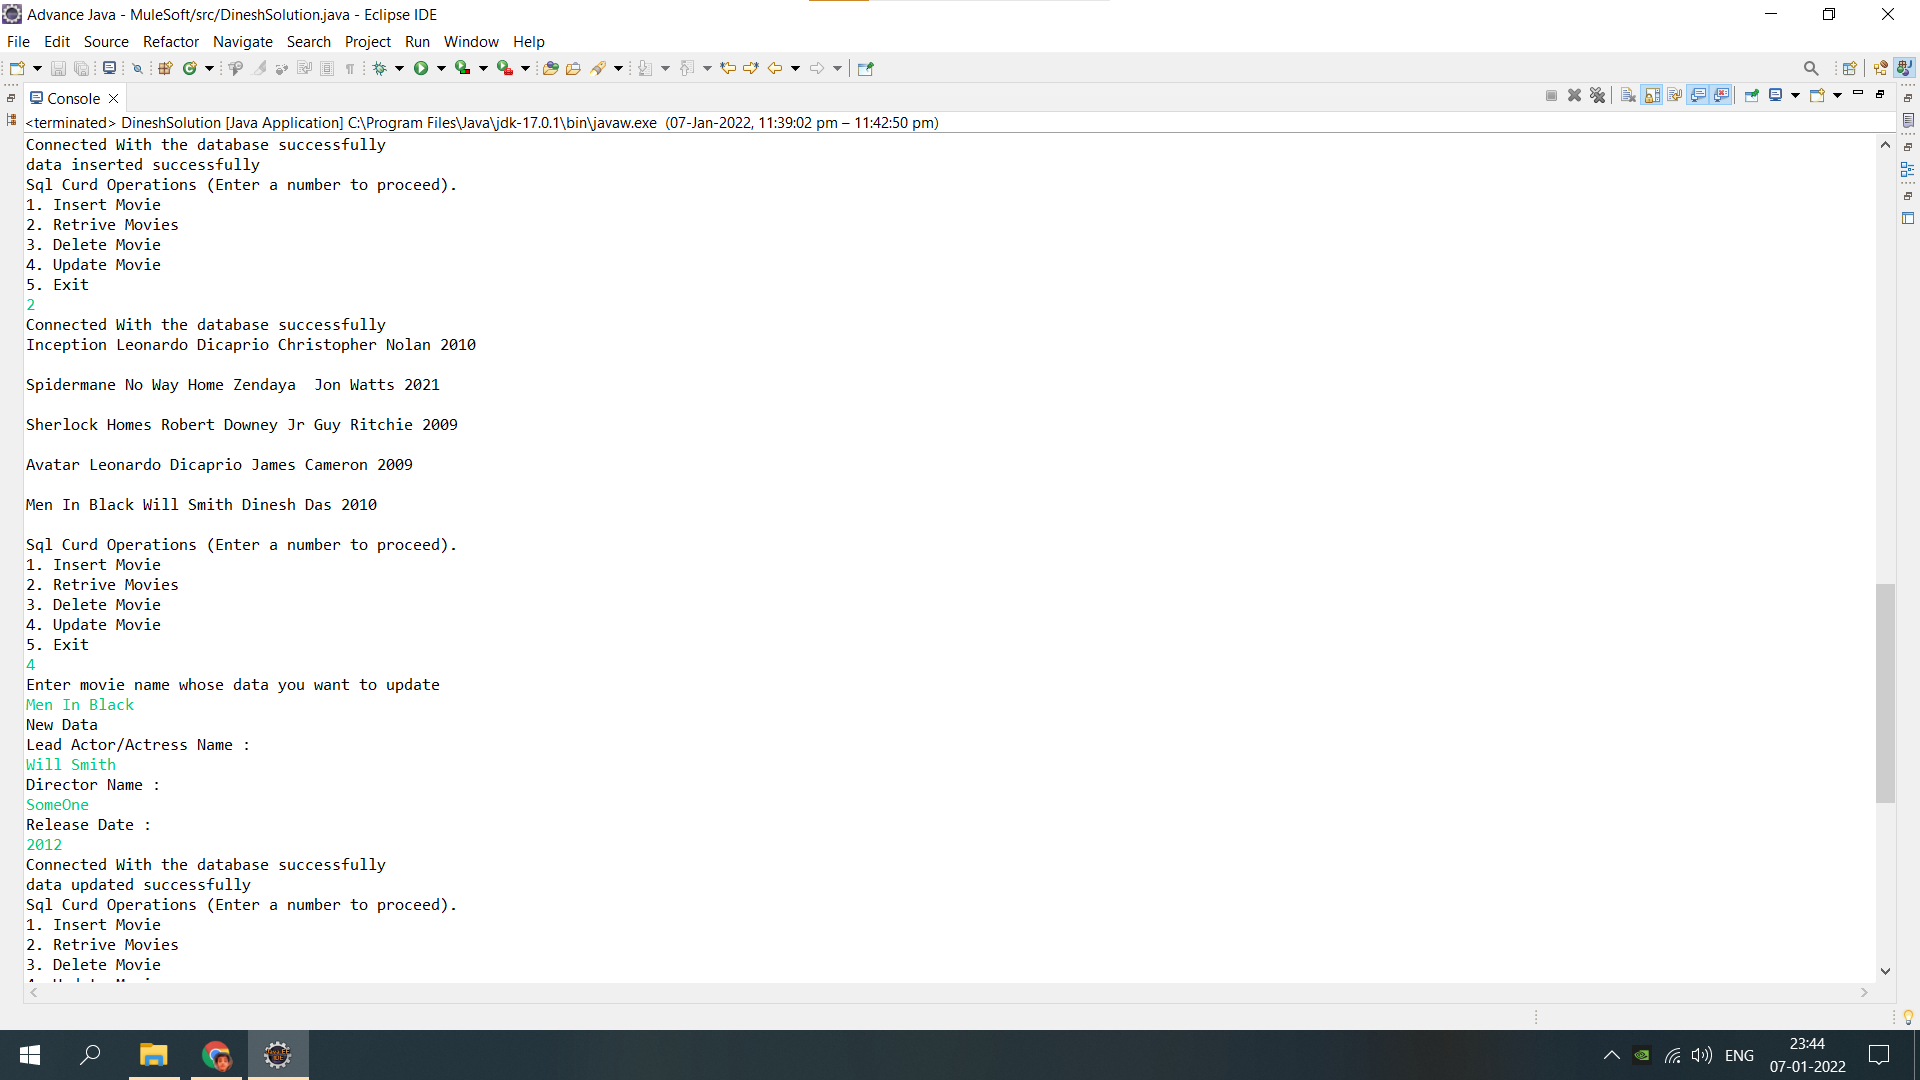 Advance Java - MuleSoft/src/DineshSolution.java - Eclipse IDE
File Edit Source Refactor Navigate Search Project Run Window Help
Console
<terminated> DineshSolution [Java Application] C:\Program Files\Java\jdk-17.0.1\bin\javaw.exe (07-Jan-2022, 11:39:02 pm – 11:42:50 pm)
Connected With the database successfully
data inserted successfully
Sql Curd Operations (Enter a number to proceed).
1. Insert Movie
2. Retrive Movies
3. Delete Movie
4. Update Movie
5. Exit
2
Connected With the database successfully
Inception Leonardo Dicaprio Christopher Nolan 2010
Spidermane No Way Home Zendaya  Jon Watts 2021
Sherlock Homes Robert Downey Jr Guy Ritchie 2009
Avatar Leonardo Dicaprio James Cameron 2009
Men In Black Will Smith Dinesh Das 2010
Sql Curd Operations (Enter a number to proceed).
1. Insert Movie
2. Retrive Movies
3. Delete Movie
4. Update Movie
5. Exit
4
Enter movie name whose data you want to update
Men In Black
New Data
Lead Actor/Actress Name :
Will Smith
Director Name :
SomeOne
Release Date :
2012
Connected With the database successfully
data updated successfully
Sql Curd Operations (Enter a number to proceed).
1. Insert Movie
2. Retrive Movies
3. Delete Movie
ENG
23:44
07-01-2022